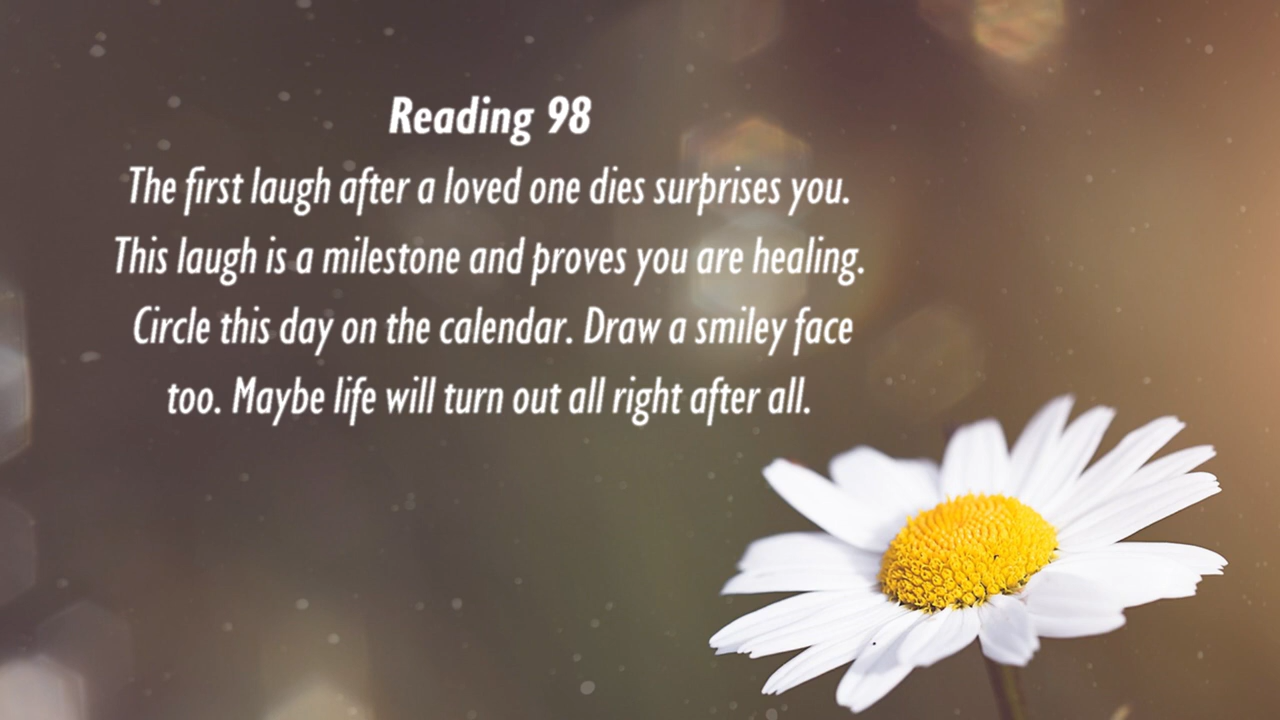 Reading 98
The first laugh after a loved one dies surprises you.
This laugh is a milestone and proves you are healing.
Circle this day on the calendar. Draw a smiley face
too. Maybe life will turn out all right after all.